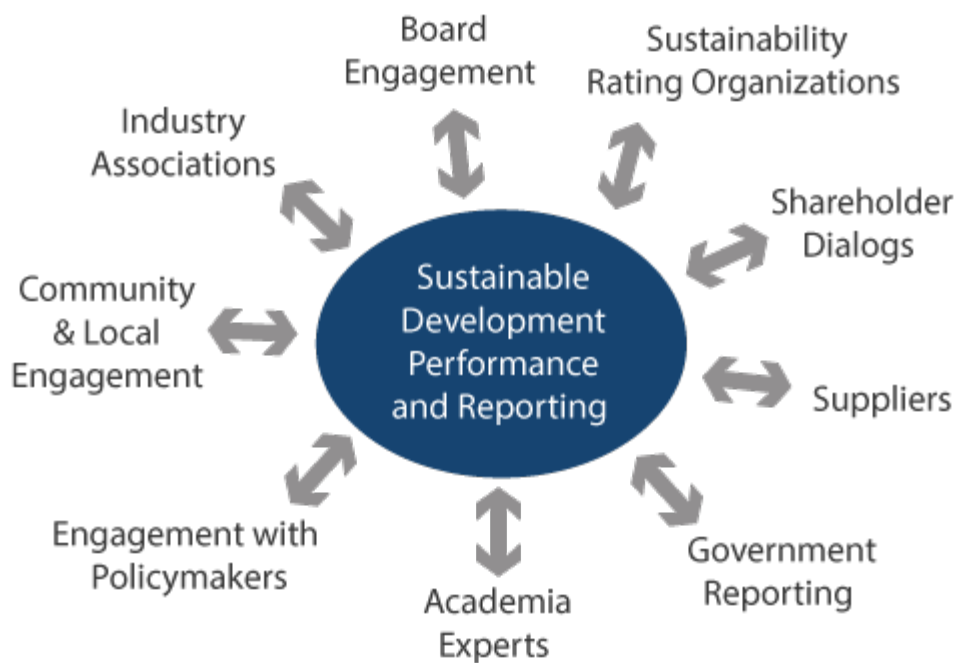 Board
Engagement
Sustainability
Rating Organizations
Industry
Associations
Shareholder
Dialogs
Community
& Local
Engagement
Sustainable
Development
Performance
and Reporting
Suppliers
Engagement with
Policymakers
Government
Reporting
Academia
Experts